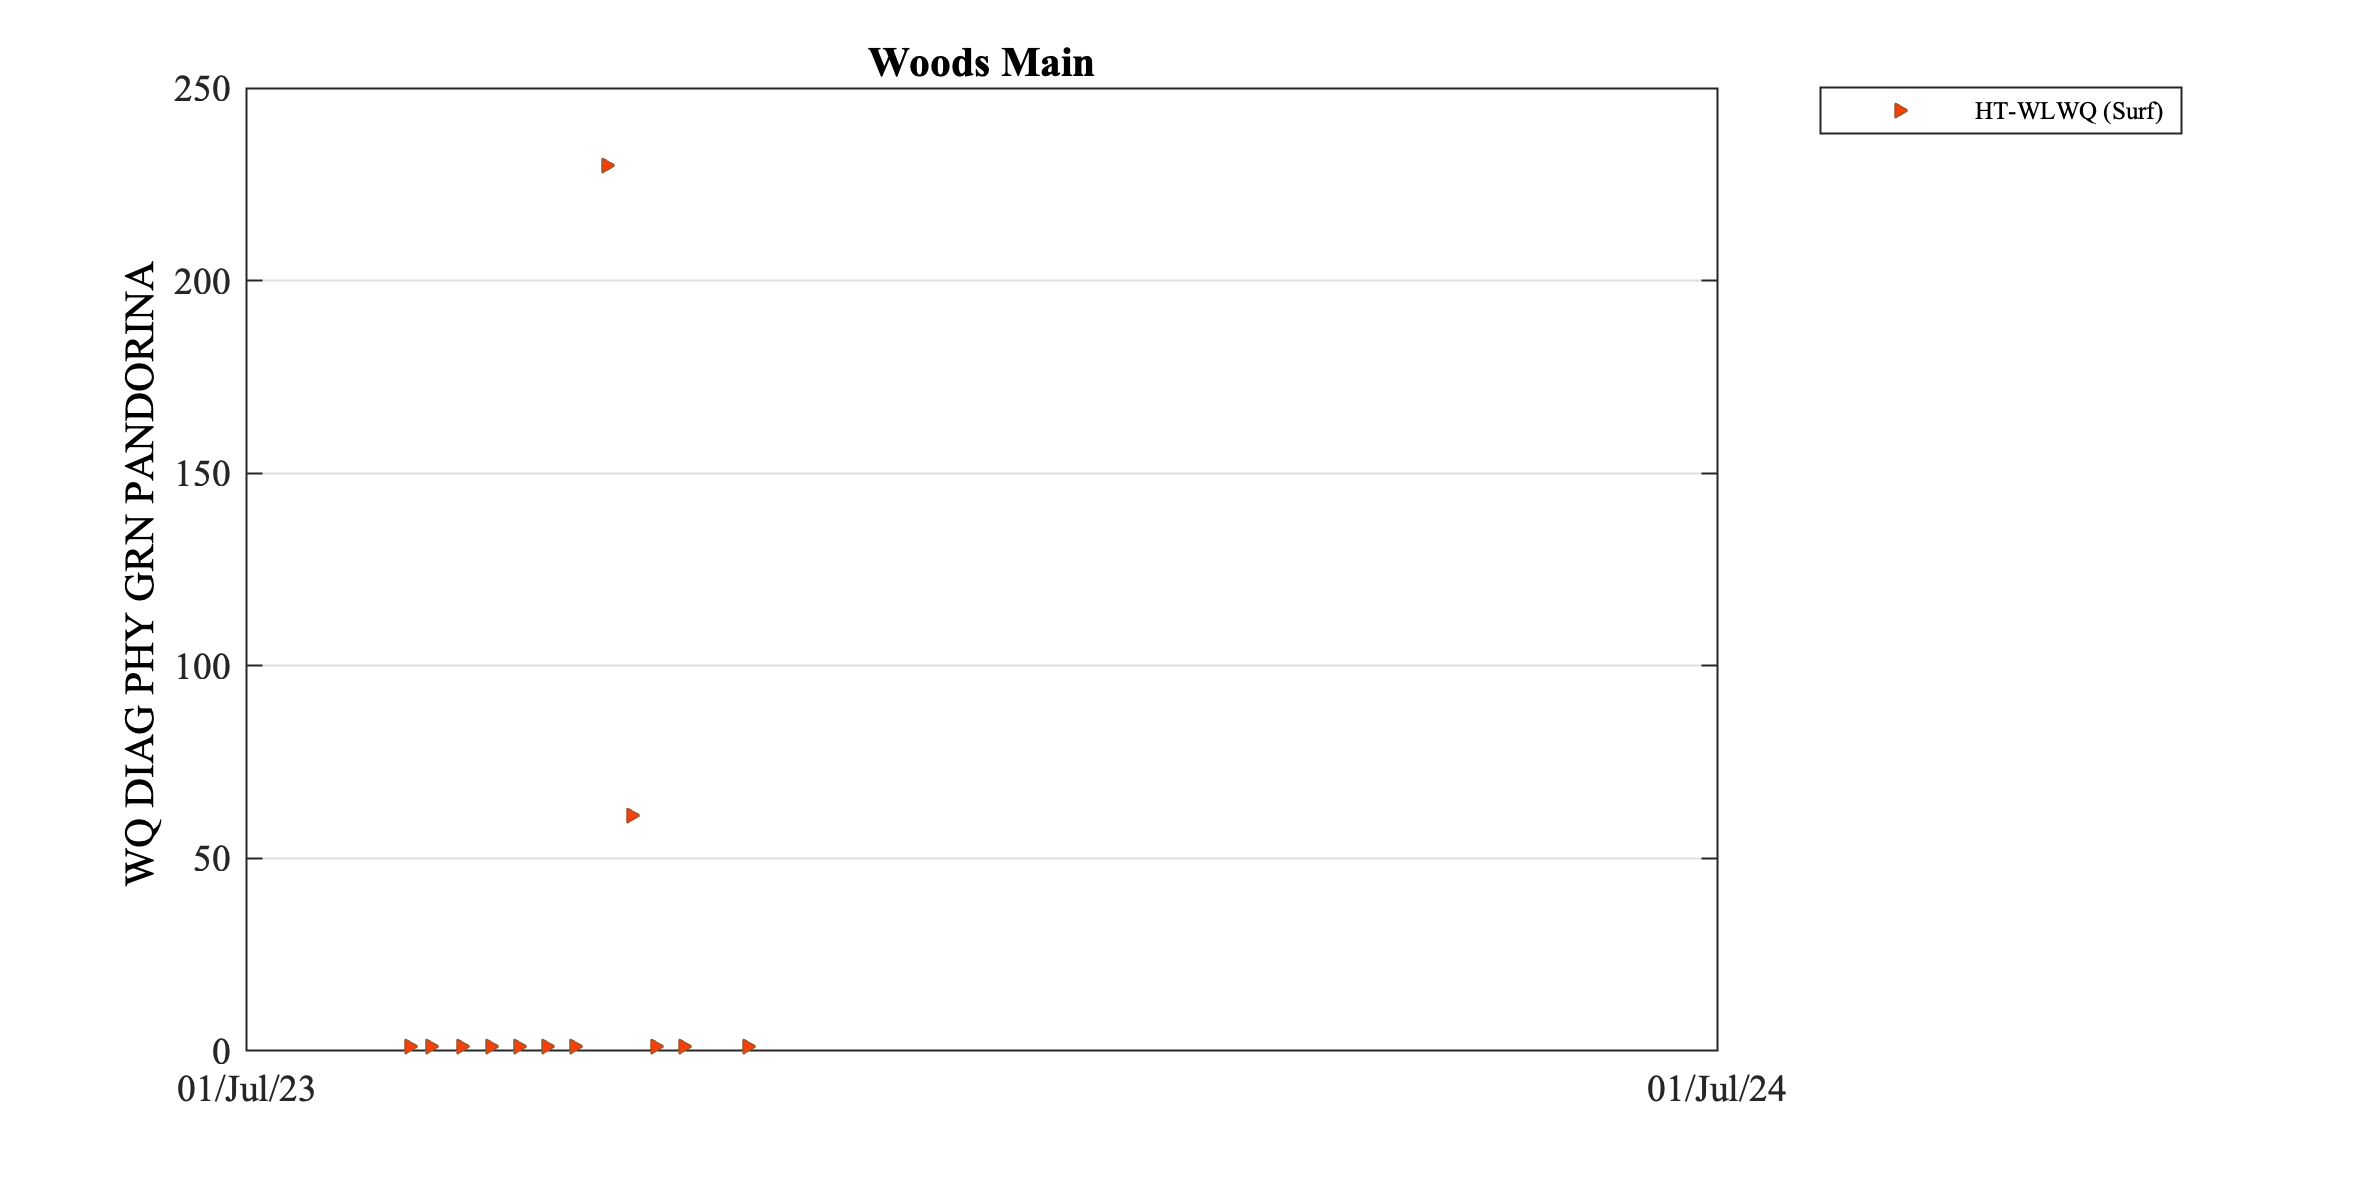 Woods Main
HT-WLWQ (Surf)
WQ DIAG PHY GRN PANDORINA
250
200
150
100
50
0
01/Jul/23
01/Jul/24